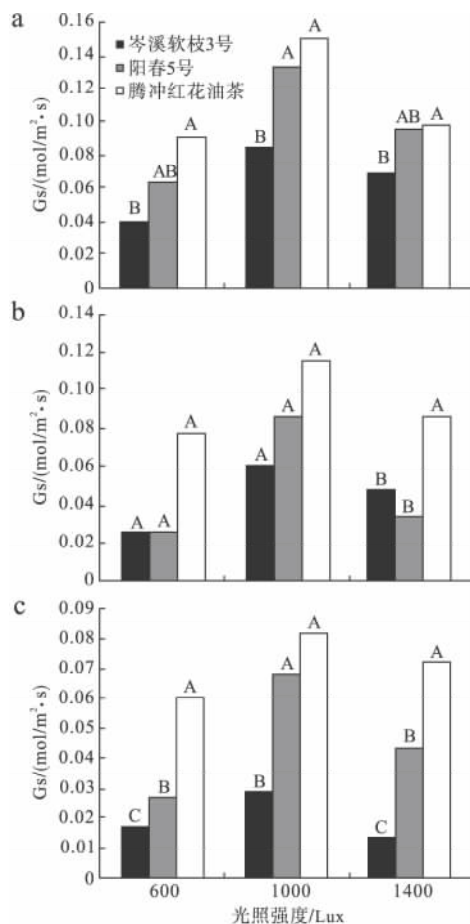 a
岑溪软枝3号
阳春5号
腾冲红花油茶
Gs/(mol/m²·s)
0.16
0.14
0.12
0.10
0.08
0.06
0.04
0.02
0
B AB A
B A A
B AB A
b
Gs/(mol/m²·s)
0.14
0.12
0.10
0.08
0.06
0.04
0.02
0
A A A
A A A
B B A
c
Gs/(mol/m²·s)
0.09
0.08
0.07
0.06
0.05
0.04
0.03
0.02
0.01
0
C B A
B A A
C B A
600 1000 1400
光照强度/Lux